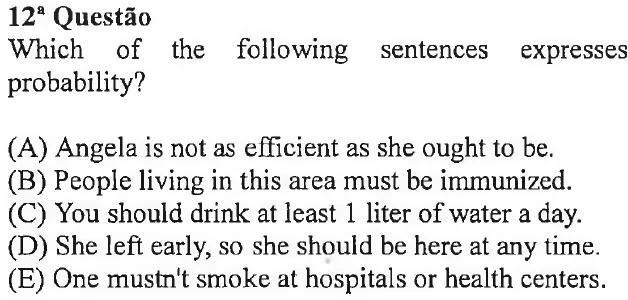 12ª Questão
Which of the following sentences expresses
probability?
(A) Angela is not as efficient as she ought to be.
(B) People living in this area must be immunized.
(C) You should drink at least 1 liter of water a day.
(D) She left early, so she should be here at any time.
(E) One mustn't smoke at hospitals or health centers.